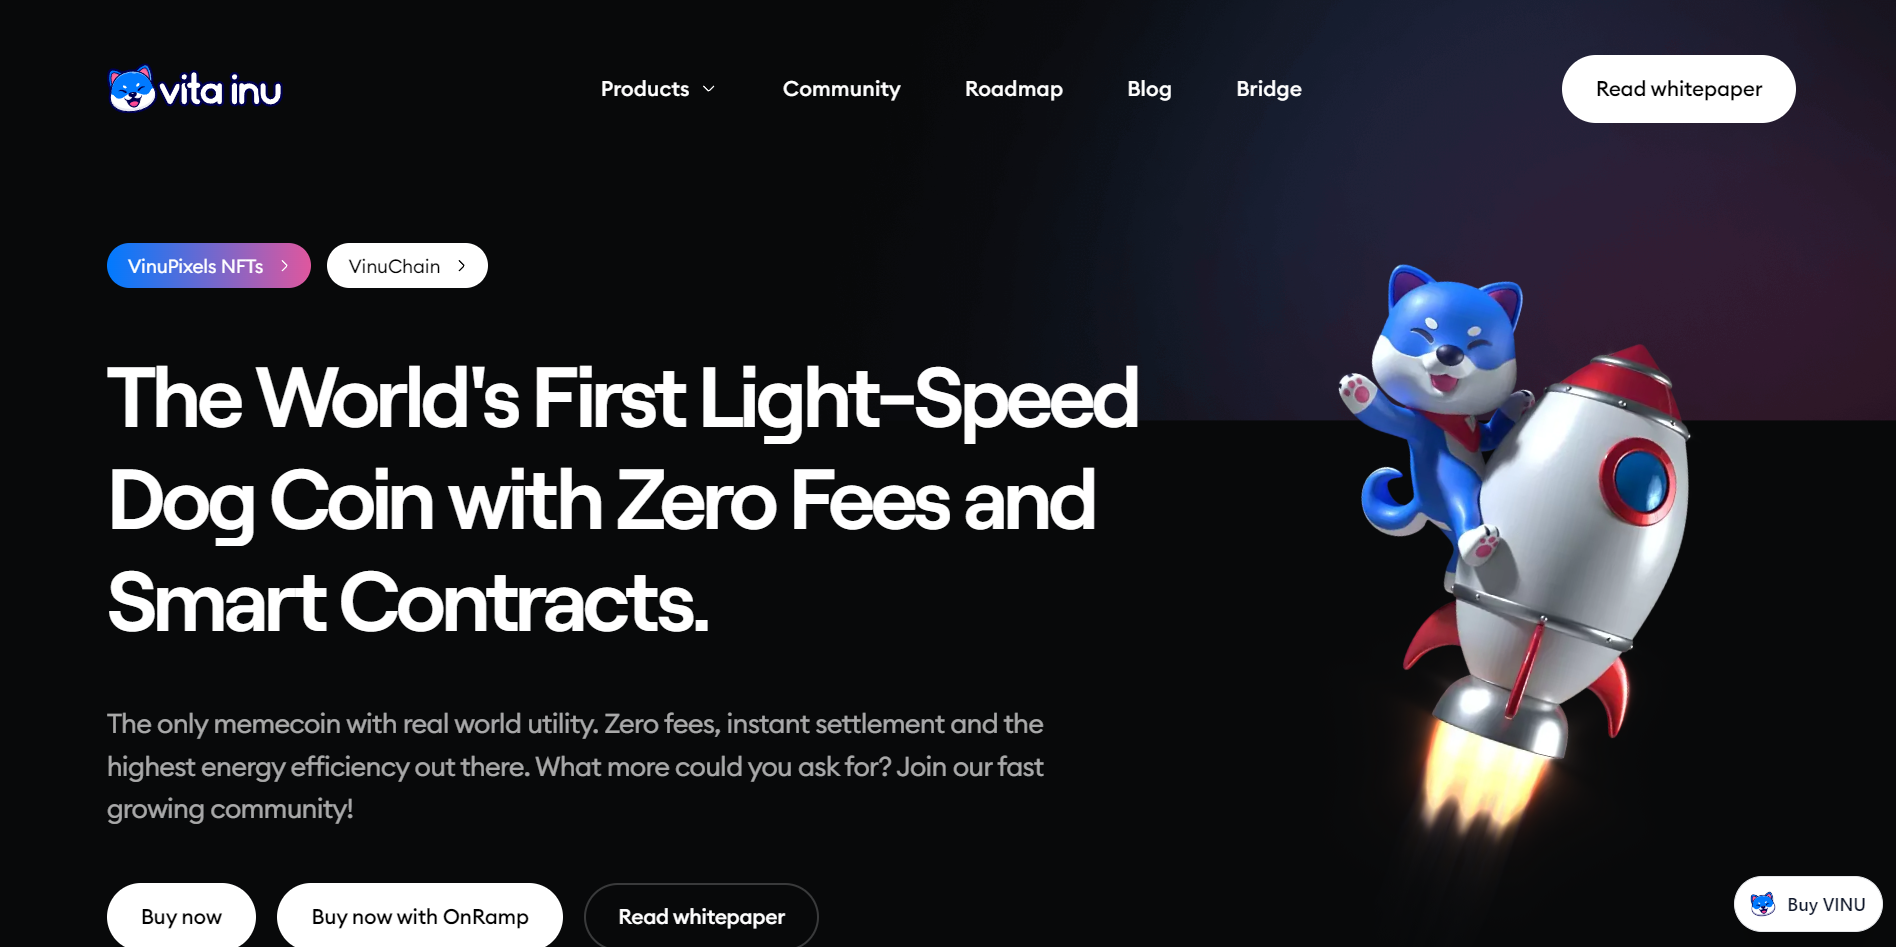 vita inu
Products
Community
Roadmap
Blog
Bridge
Read whitepaper
VinuPixels NFTs
VinuChain
The World's First Light-Speed
Dog Coin with Zero Fees and
Smart Contracts.
The only memecoin with real world utility. Zero fees, instant settlement and the
highest energy efficiency out there. What more could you ask for? Join our fast
growing community!
Buy now
Buy now with OnRamp
Read whitepaper
Buy VINU